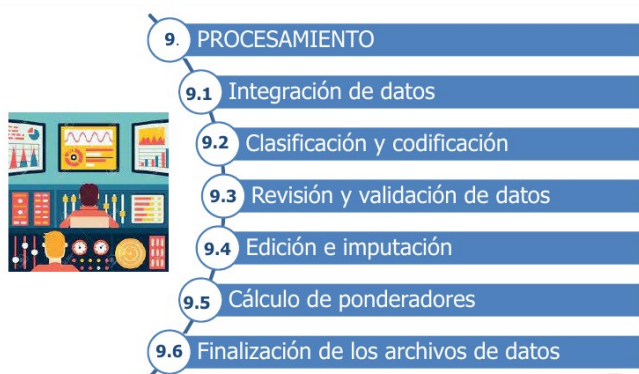 9. PROCESAMIENTO
9.1 Integración de datos
9.2 Clasificación y codificación
9.3 Revisión y validación de datos
9.4 Edición e imputación
9.5 Cálculo de ponderadores
9.6 Finalización de los archivos de datos